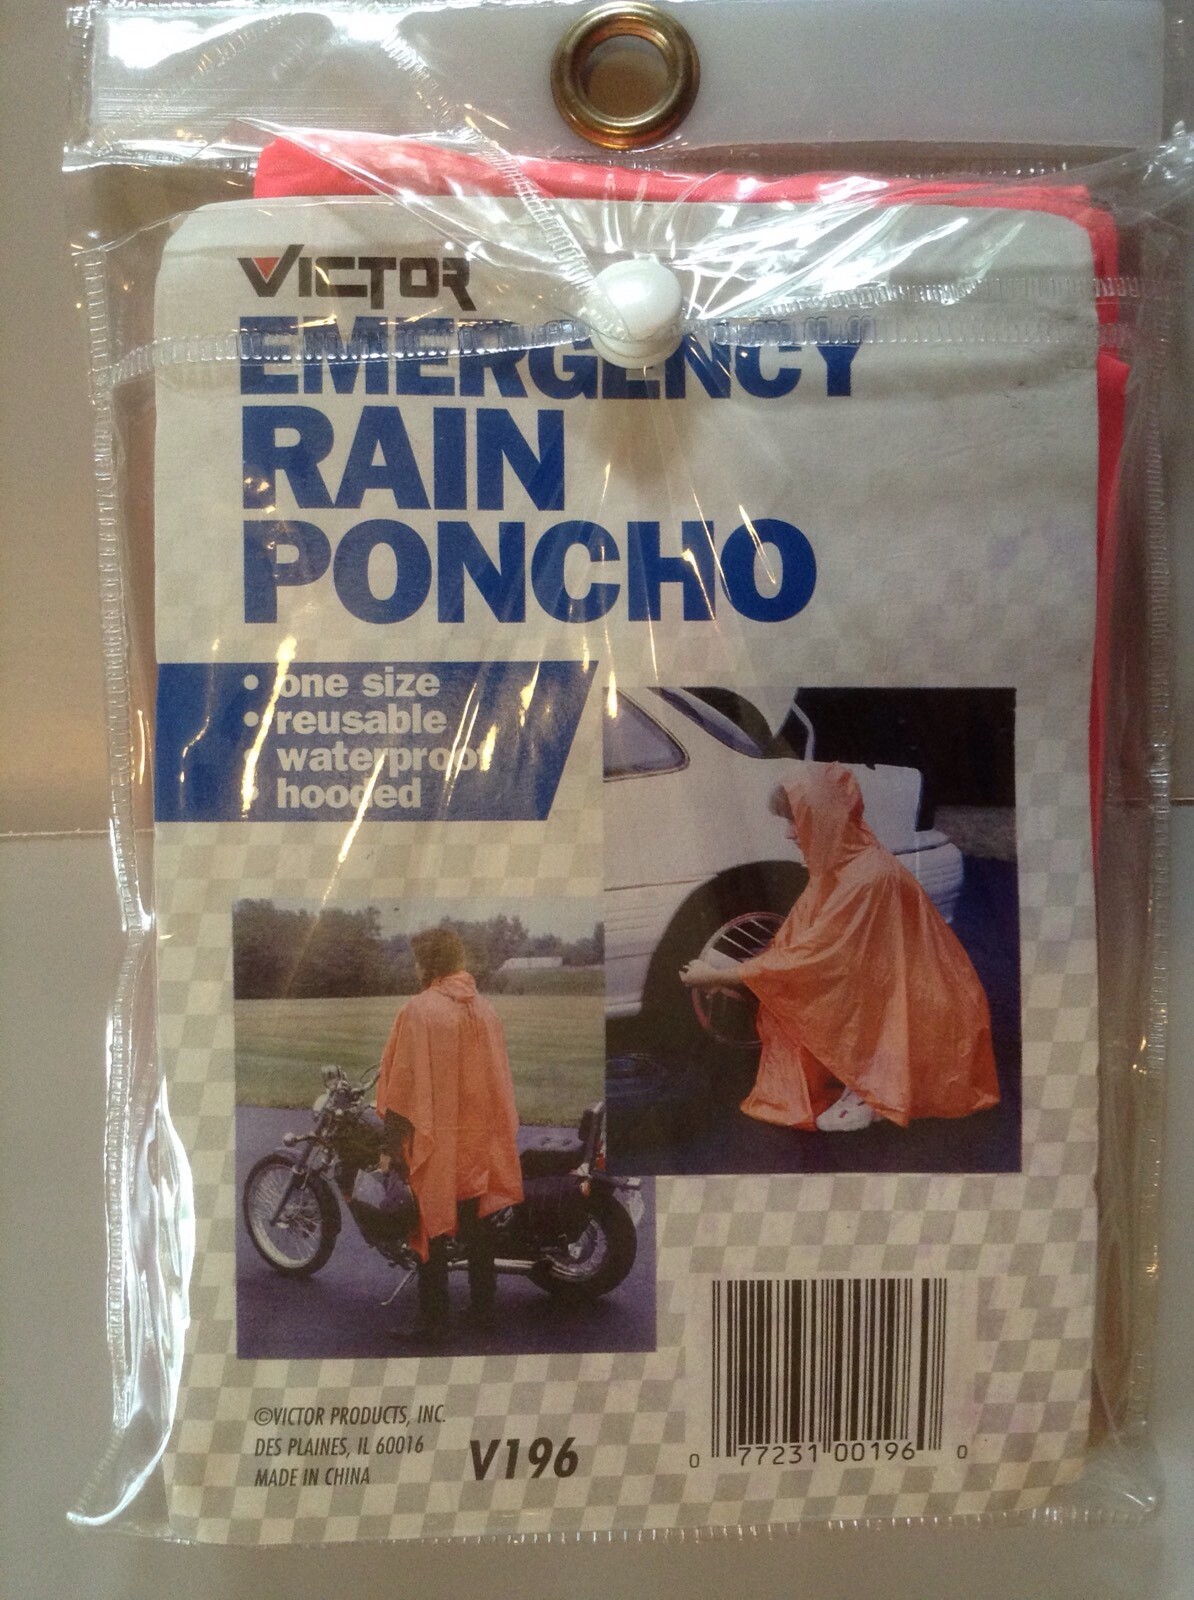 VICTOR
EMERGENCY
RAIN
PONCHO
• one size
• reusable
• waterproof
• hooded
©VICTOR PRODUCTS, INC.
DES PLAINES, IL 60016
MADE IN CHINA
V196
0 77231 00196 0